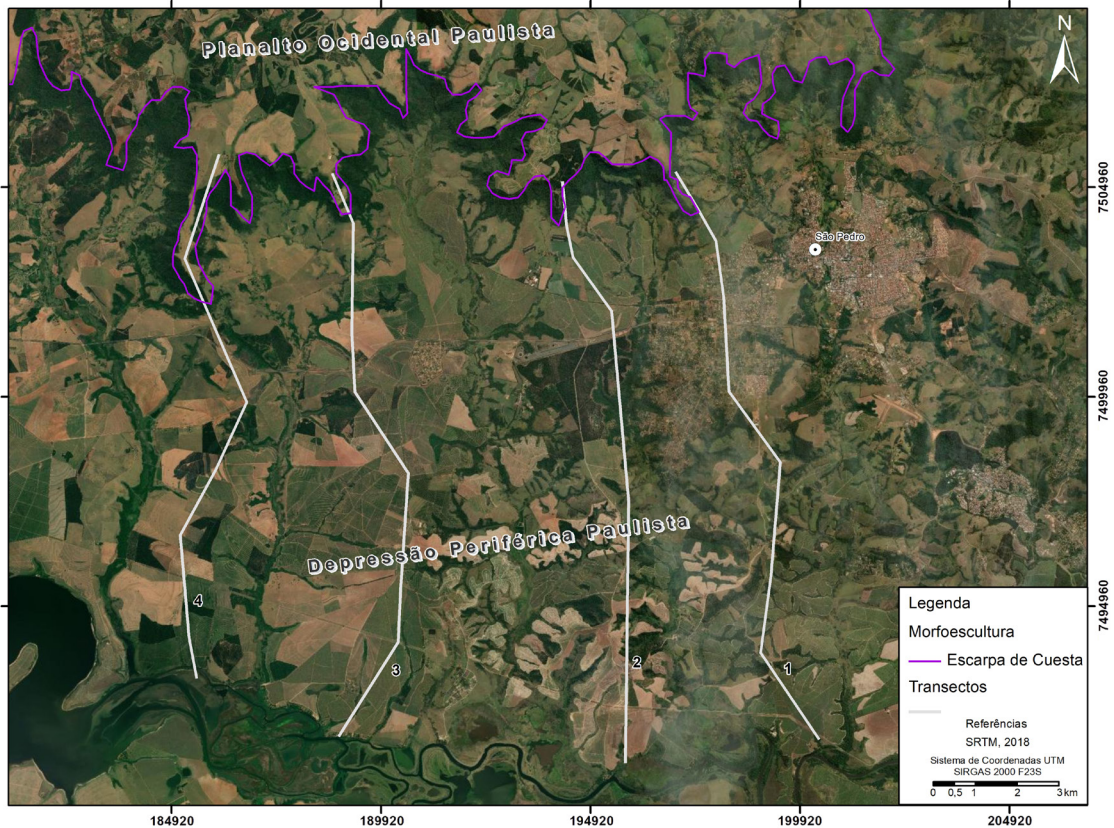 Planalto Ocidental Paulista
N
7504960
São Pedro
7499960
Depressão Periférica Paulista
7494960
4
3
2
1
Legenda
Morfoescultura
Escarpa de Cuesta
Transectos
Referências
SRTM, 2018
Sistema de Coordenadas UTM
SIRGAS 2000 F23S
0 0,5 1 2 3 km
184920 189920 194920 199920 204920